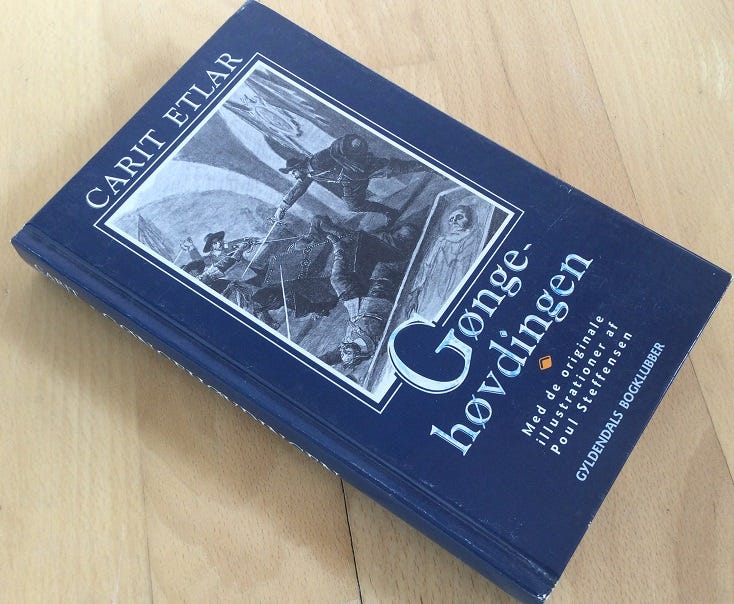 CARIT ETLAR
Gønge-
høvdingen
Med de originale
illustrationer af
Poul Steffensen
GYLDENDALS BOGKLUBBER